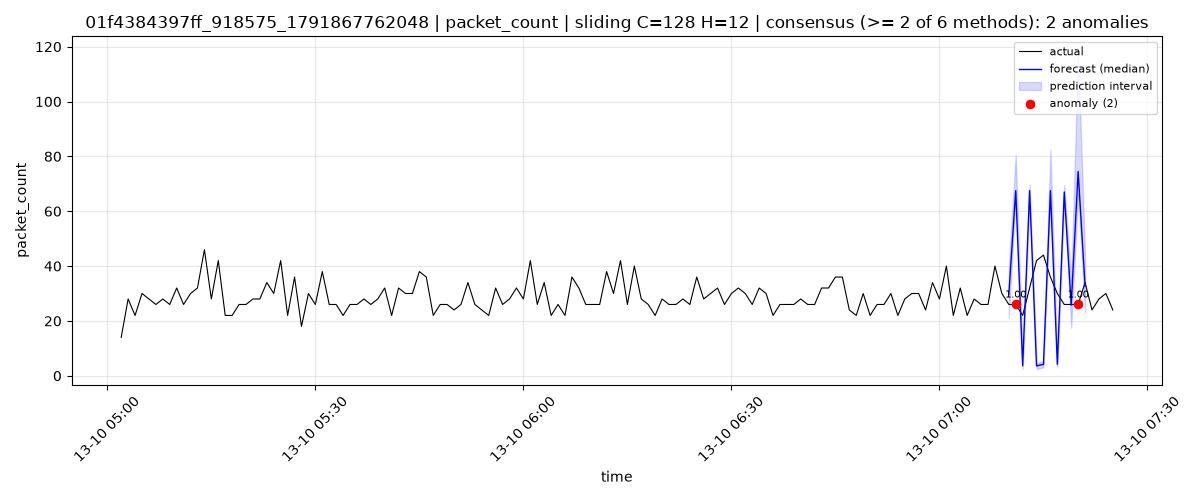 01f4384397ff_918575_1791867762048 | packet_count | sliding C=128 H=12 | consensus (>= 2 of 6 methods): 2 anomalies
120
100
80
60
40
20
0
packet_count
actual
forecast (median)
prediction interval
anomaly (2)
1.00
1.00
13-10 05:00
13-10 05:30
13-10 06:00
13-10 06:30
13-10 07:00
13-10 07:30
time